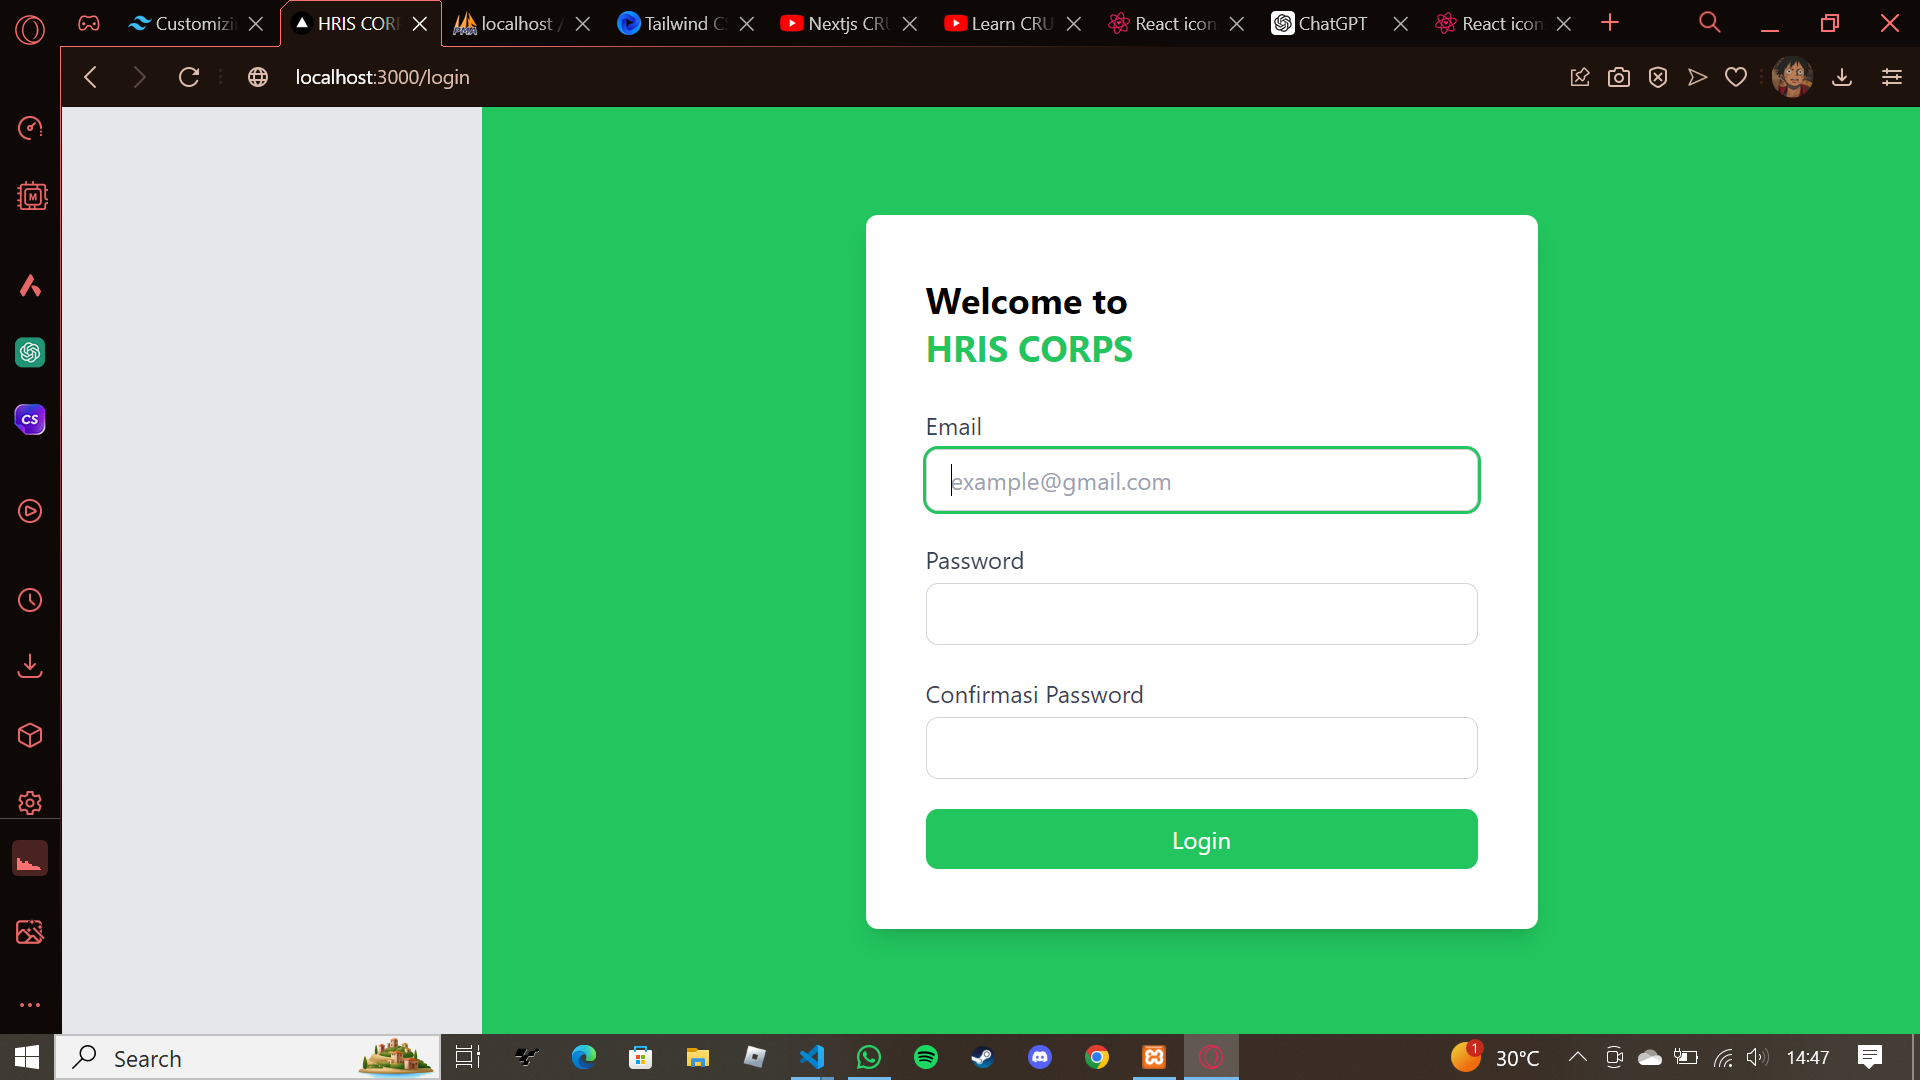 Customizi
HRIS CORP
localhost /
Tailwind C
Nextjs CRU
Learn CRU
React icon
ChatGPT
React icon
localhost:3000/login
M
CS
Welcome to
HRIS CORPS
Email
example@gmail.com
Password
Confirmasi Password
Login
Search
1
30°C
14:47